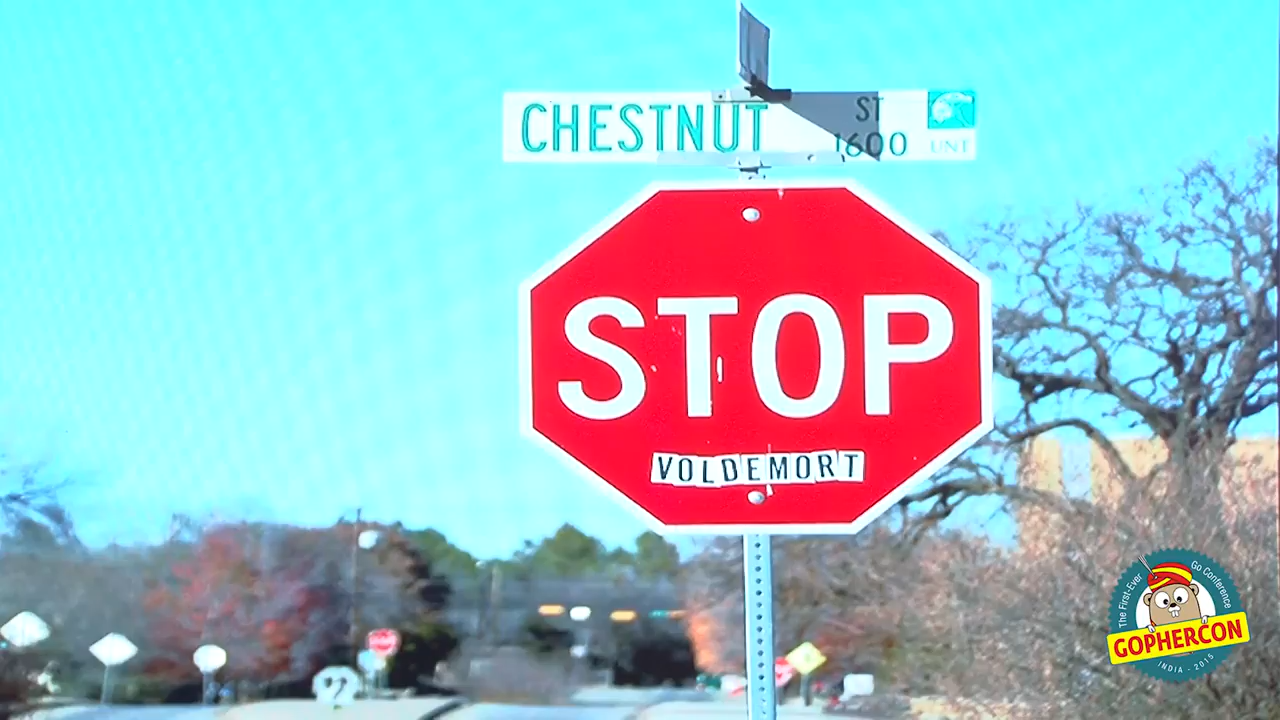 CHESTNUT ST
1600 UNT
STOP
VOLDEMORT
The First-Ever Go Conference
GOPHERCON
INDIA - 2015